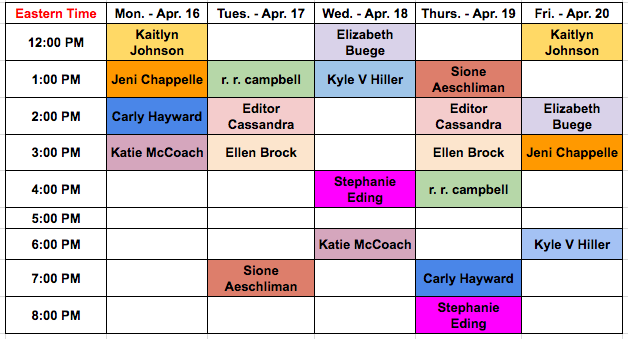 Eastern Time Mon. - Apr. 16 Tues. - Apr. 17 Wed. - Apr. 18 Thurs. - Apr. 19 Fri. - Apr. 20
12:00 PM Kaitlyn Johnson Elizabeth Buege Kaitlyn Johnson
1:00 PM Jeni Chappelle r. r. campbell Kyle V Hiller Sione Aeschliman
2:00 PM Carly Hayward Editor Cassandra Editor Cassandra Elizabeth Buege
3:00 PM Katie McCoach Ellen Brock Ellen Brock Jeni Chappelle
4:00 PM Stephanie Eding r. r. campbell
5:00 PM
6:00 PM Katie McCoach Kyle V Hiller
7:00 PM Sione Aeschliman Carly Hayward
8:00 PM Stephanie Eding